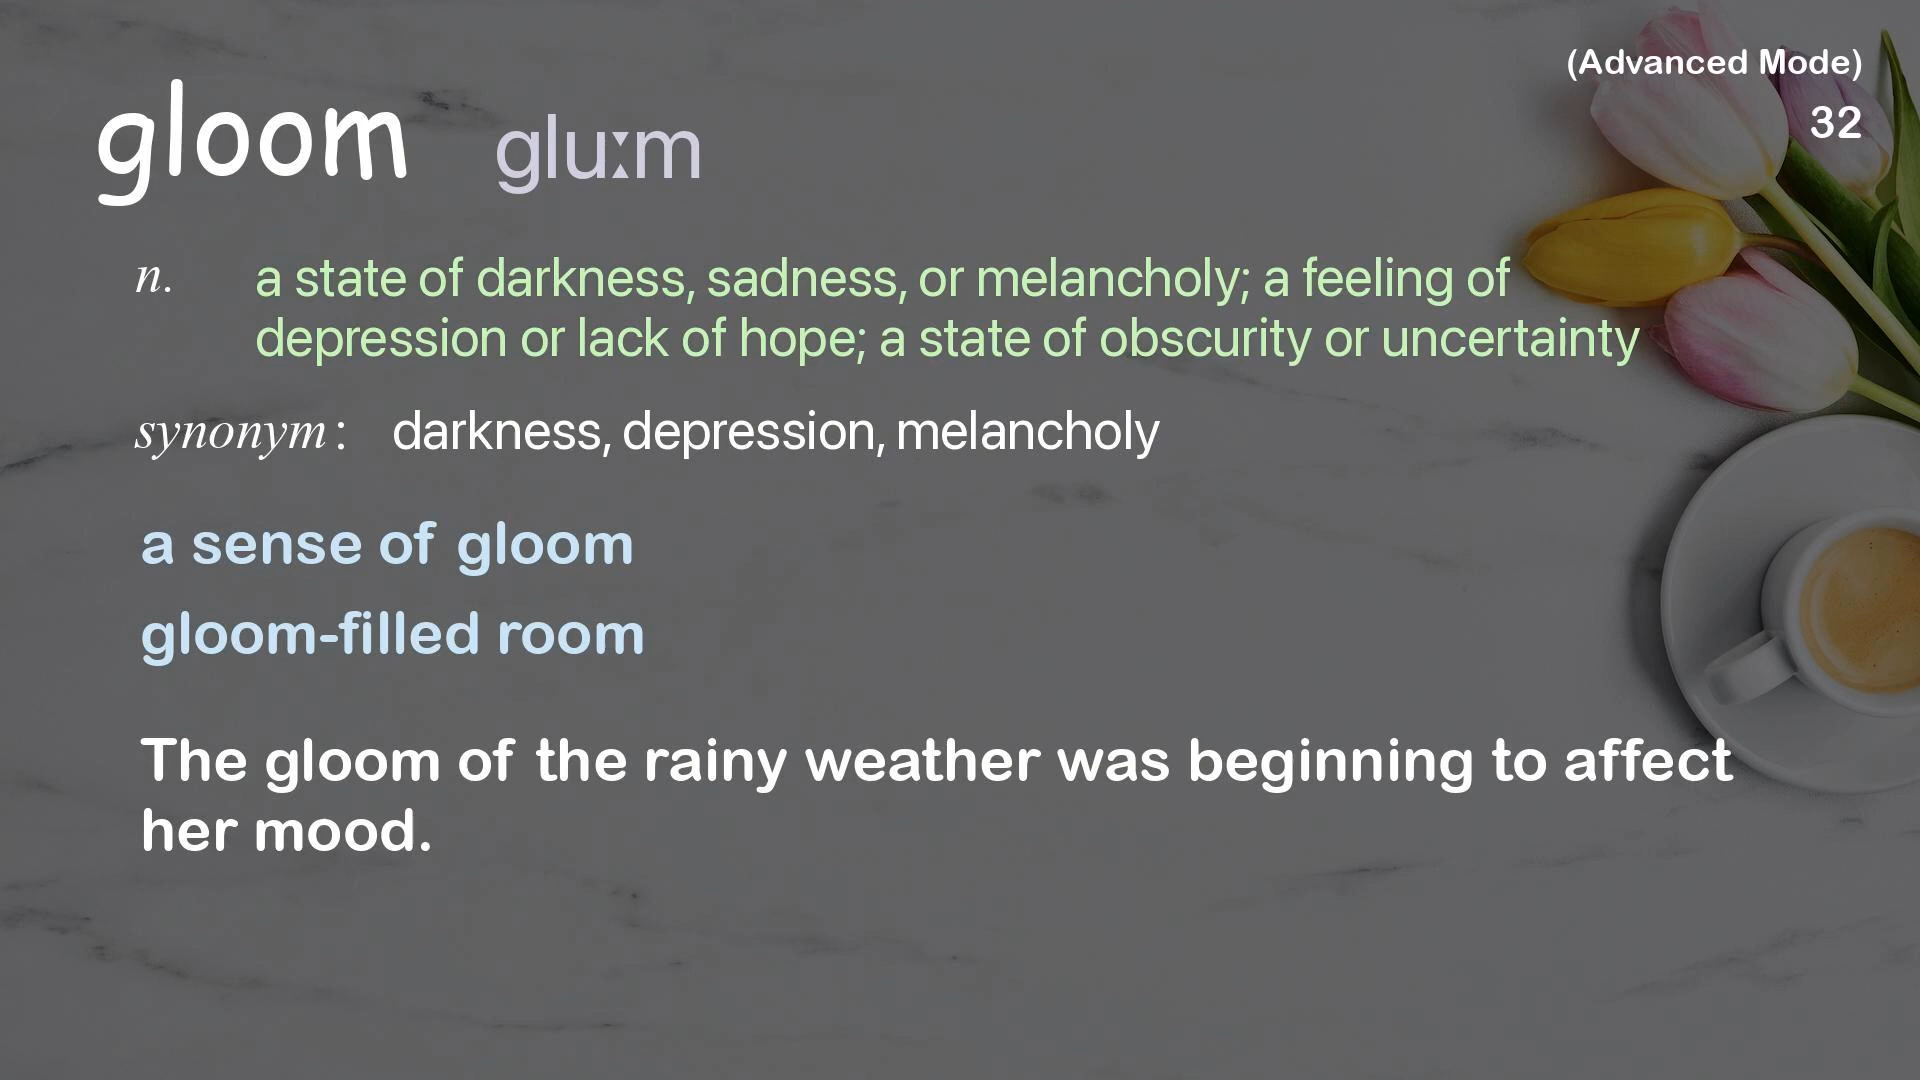 (Advanced Mode)
32
gloom gluːm
n. a state of darkness, sadness, or melancholy; a feeling of
depression or lack of hope; a state of obscurity or uncertainty
synonym: darkness, depression, melancholy
a sense of gloom
gloom-filled room
The gloom of the rainy weather was beginning to affect
her mood.